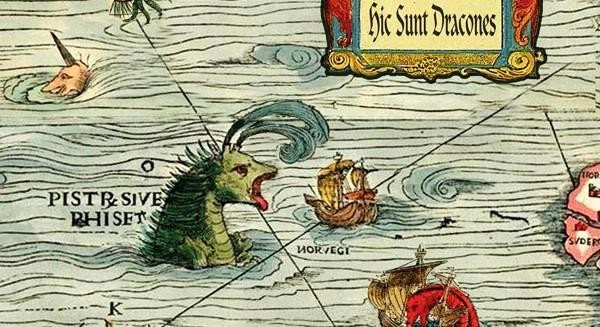 Hic Sunt Dracones
O
PISTR SIVE
PHISET
NORVEGI
K